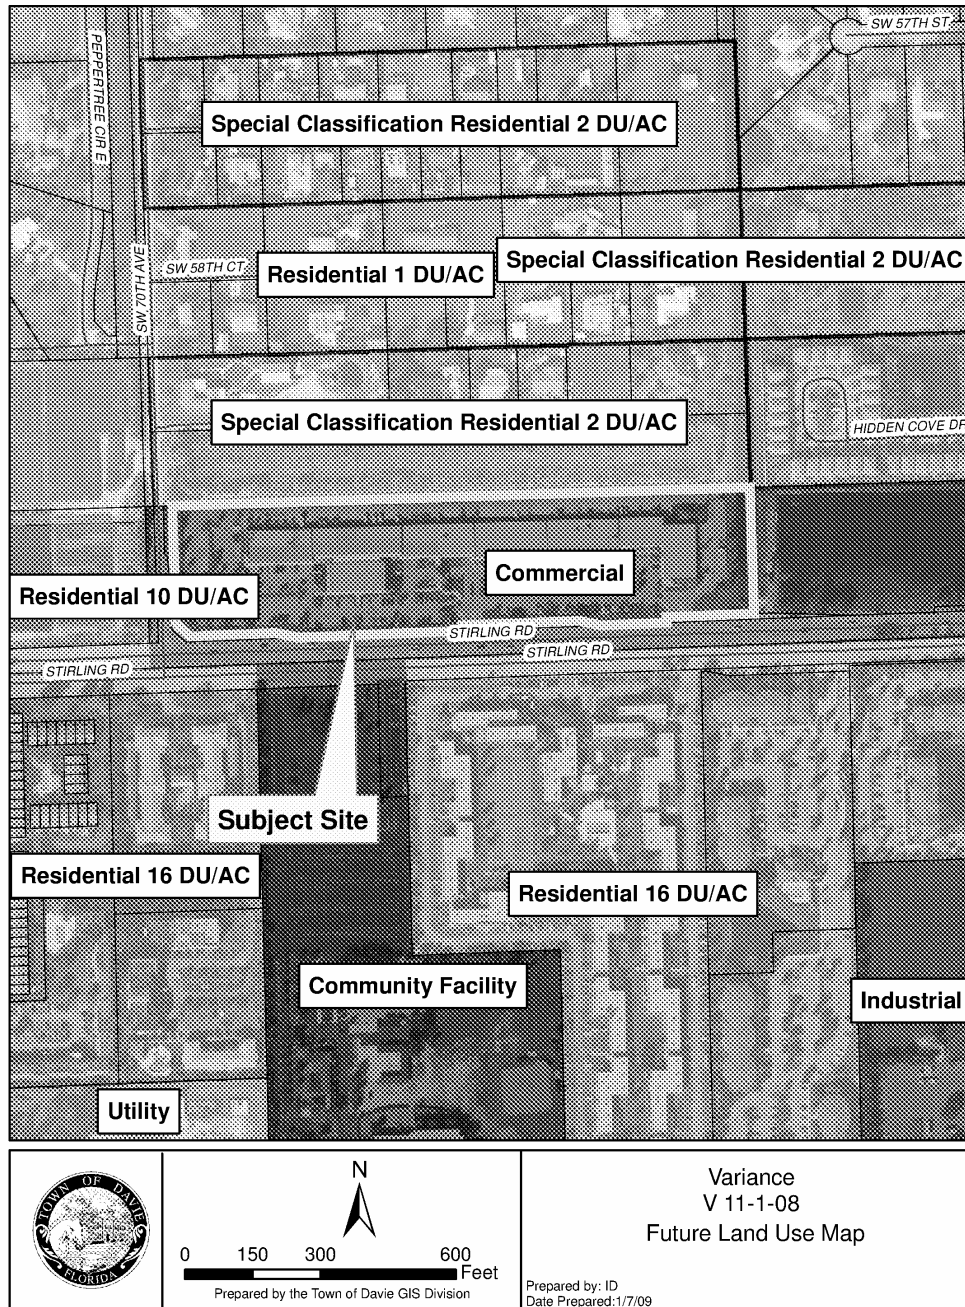 SW 57TH ST
PEPPERTREE CIR E
Special Classification Residential 2 DU/AC
SW 70TH AVE
SW 58TH CT
Residential 1 DU/AC
Special Classification Residential 2 DU/AC
Special Classification Residential 2 DU/AC
HIDDEN COVE DR
Commercial
Residential 10 DU/AC
STIRLING RD
STIRLING RD
STIRLING RD
Subject Site
Residential 16 DU/AC
Residential 16 DU/AC
Community Facility
Industrial
Utility
TOWN OF DAVIE
FLORIDA
N
0 150 300 600
Feet
Prepared by the Town of Davie GIS Division
Variance
V 11-1-08
Future Land Use Map
Prepared by: ID
Date Prepared:1/7/09